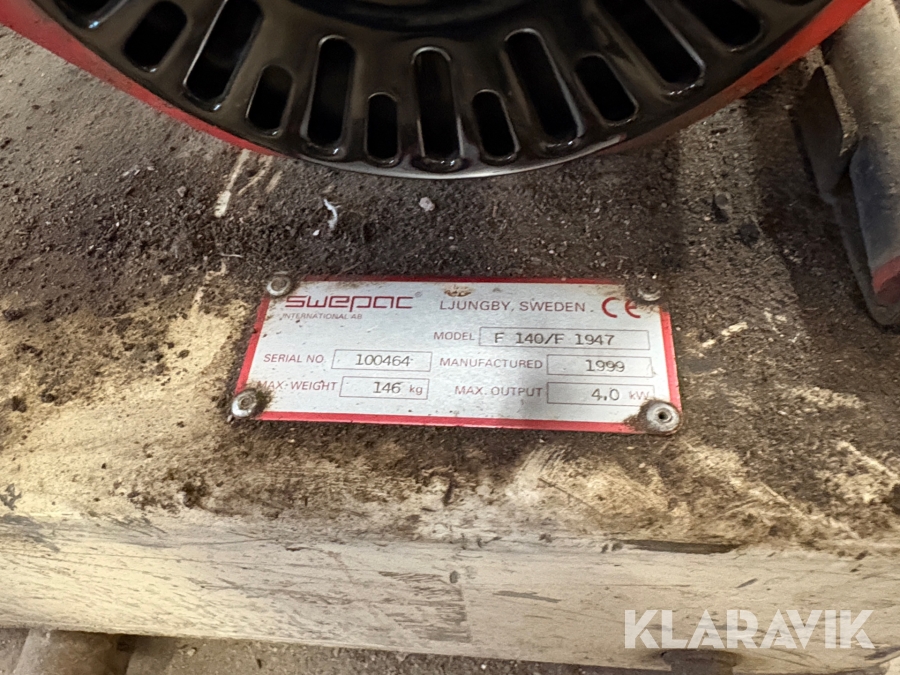 swepac LJUNGBY, SWEDEN. CE
INTERNATIONAL AB
MODEL F 140/F 1947
SERIAL NO. 100464 MANUFACTURED 1999
MAX-WEIGHT 146 kg MAX. OUTPUT 4,0 kW
KLARAVIK